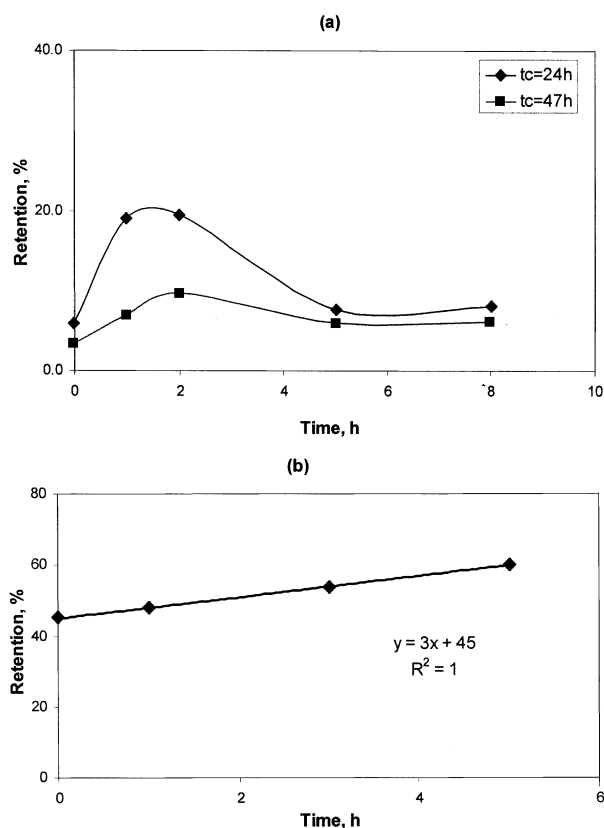 (a)
40.0
20.0
0.0
Retention, %
tc=24h
tc=47h
0 2 4 6 8 10
Time, h
(b)
80
60
40
20
0
Retention, %
y = 3x + 45
R² = 1
0 2 4 6
Time, h